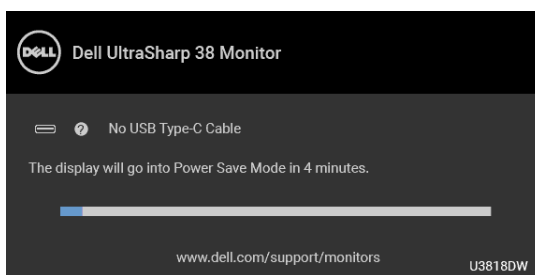 DELL
Dell UltraSharp 38 Monitor
? No USB Type-C Cable
The display will go into Power Save Mode in 4 minutes.
www.dell.com/support/monitors
U3818DW